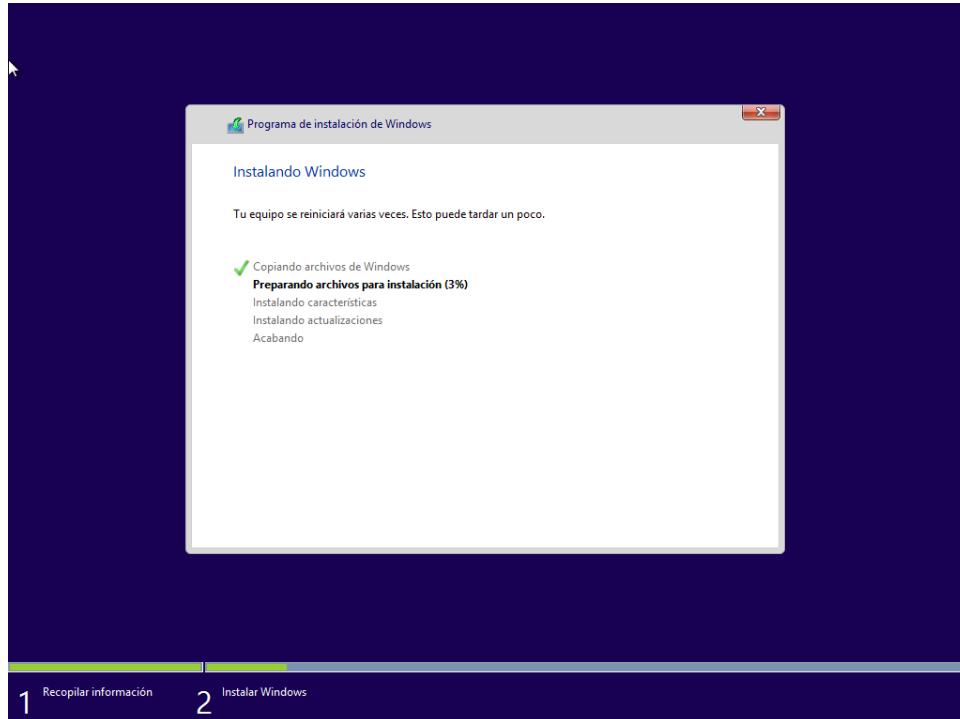 Programa de instalación de Windows
Instalando Windows
Tu equipo se reiniciará varias veces. Esto puede tardar un poco.
Copiando archivos de Windows
Preparando archivos para instalación (3%)
Instalando características
Instalando actualizaciones
Acabando
1 Recopilar información 2 Instalar Windows